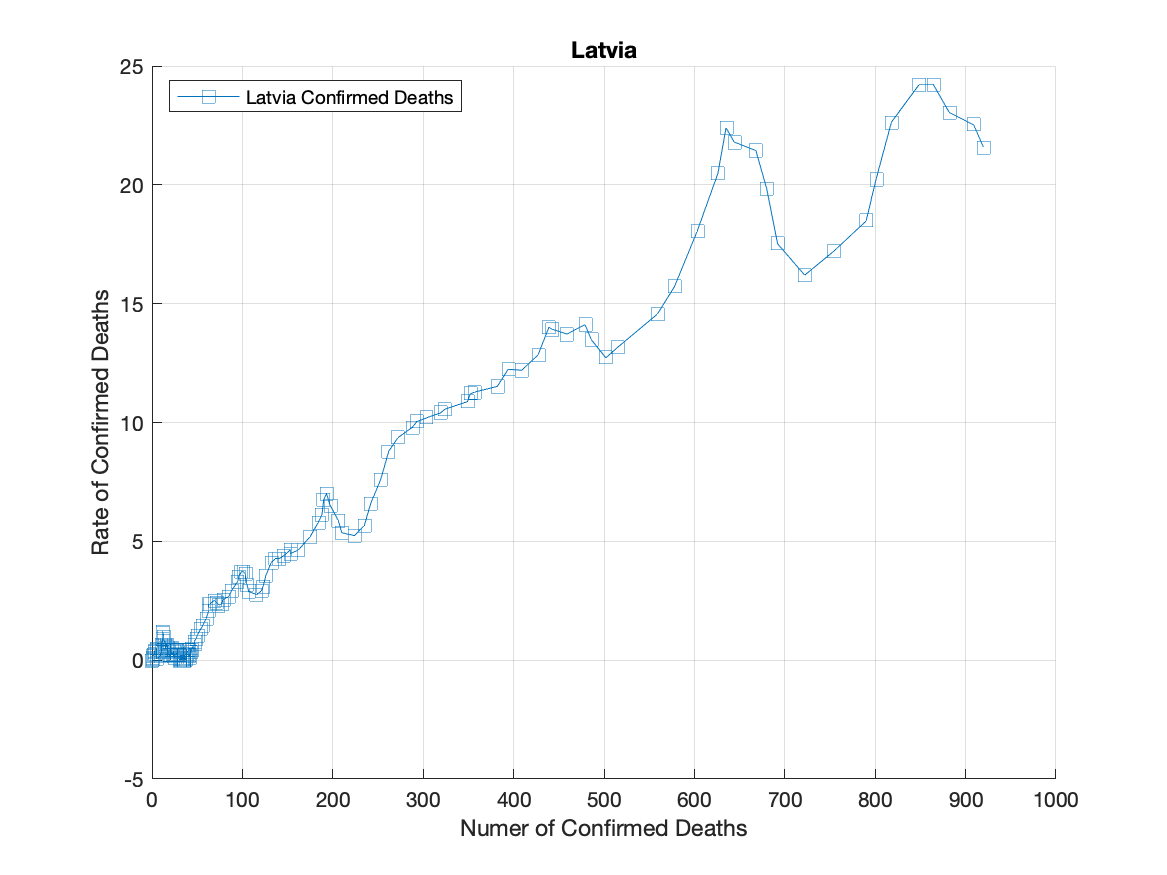 Latvia
Latvia Confirmed Deaths
25
20
15
10
5
0
-5
Rate of Confirmed Deaths
0 100 200 300 400 500 600 700 800 900 1000
Numer of Confirmed Deaths